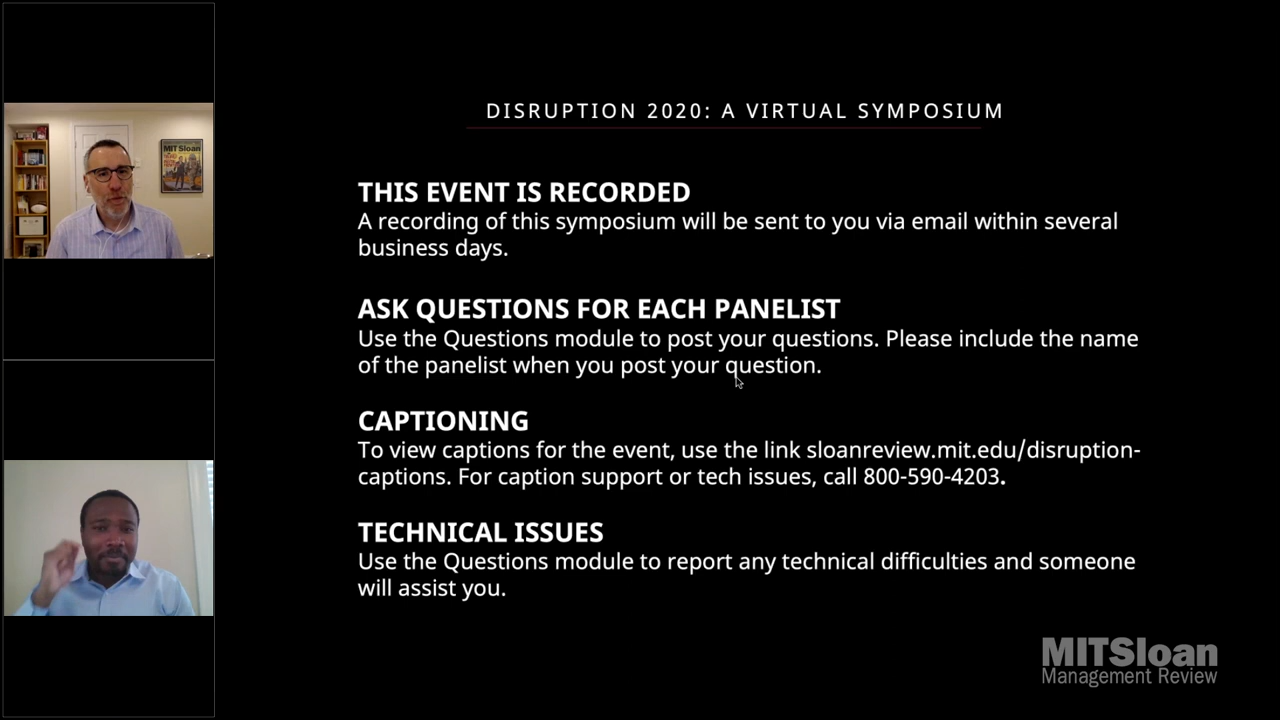 DISRUPTION 2020: A VIRTUAL SYMPOSIUM
THIS EVENT IS RECORDED
A recording of this symposium will be sent to you via email within several
business days.
ASK QUESTIONS FOR EACH PANELIST
Use the Questions module to post your questions. Please include the name
of the panelist when you post your question.
CAPTIONING
To view captions for the event, use the link sloanreview.mit.edu/disruption-
captions. For caption support or tech issues, call 800-590-4203.
TECHNICAL ISSUES
Use the Questions module to report any technical difficulties and someone
will assist you.
MIT Sloan
MITSloan
Management Review